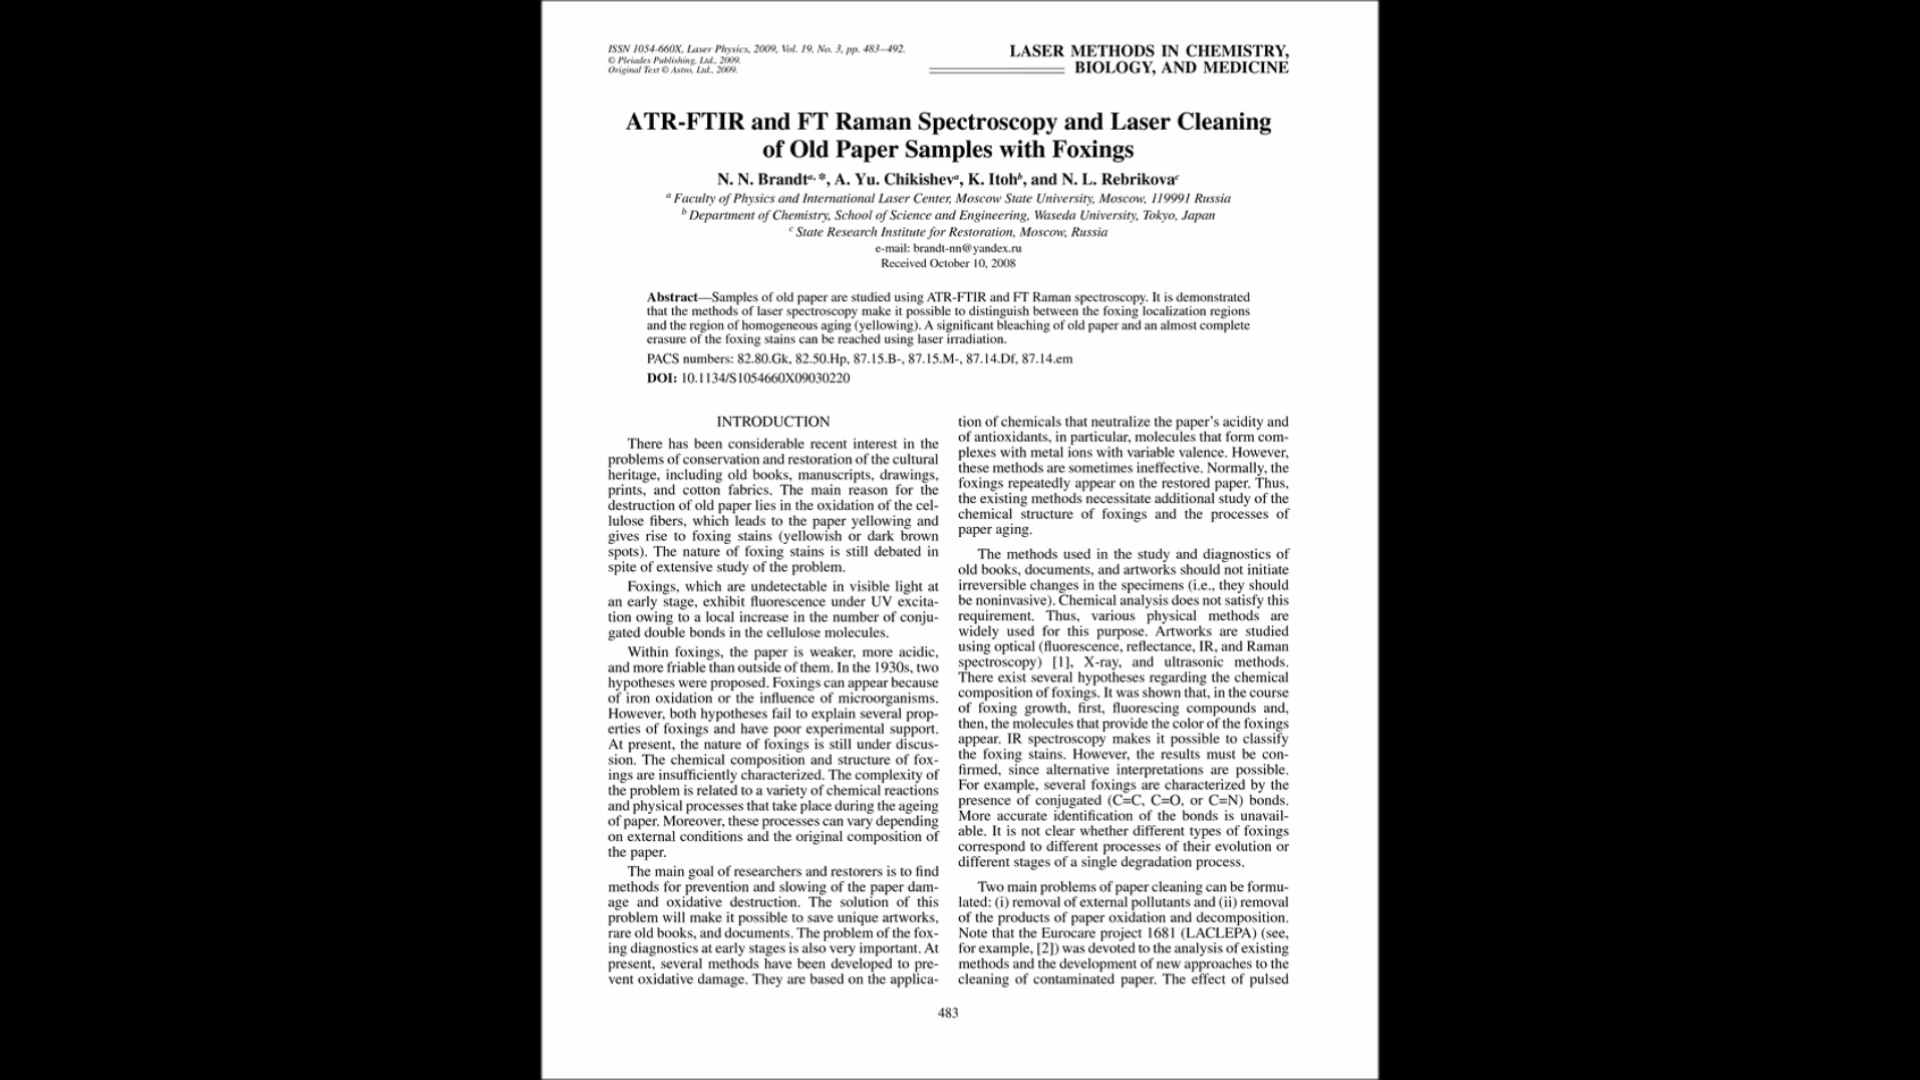 ISSN 1054-660X, Laser Physics, 2009, Vol. 19, No. 3, pp. 483–492.
© Pleiades Publishing, Ltd., 2009.
Original Text © Astro, Ltd., 2009.
LASER METHODS IN CHEMISTRY,
BIOLOGY, AND MEDICINE
ATR-FTIR and FT Raman Spectroscopy and Laser Cleaning
of Old Paper Samples with Foxings
N. N. Brandtᵃ, *, A. Yu. Chikishevᵃ, K. Itohᵇ, and N. L. Rebrikovaᶜ
ᵃ Faculty of Physics and International Laser Center, Moscow State University, Moscow, 119991 Russia
ᵇ Department of Chemistry, School of Science and Engineering, Waseda University, Tokyo, Japan
ᶜ State Research Institute for Restoration, Moscow, Russia
e-mail: brandt-nn@yandex.ru
Received October 10, 2008
Abstract—Samples of old paper are studied using ATR-FTIR and FT Raman spectroscopy. It is demonstrated
that the methods of laser spectroscopy make it possible to distinguish between the foxing localization regions
and the region of homogeneous aging (yellowing). A significant bleaching of old paper and an almost complete
erasure of the foxing stains can be reached using laser irradiation.
PACS numbers: 82.80.Gk, 82.50.Hp, 87.15.B-, 87.15.M-, 87.14.Df, 87.14.em
DOI: 10.1134/S1054660X09030220
INTRODUCTION
There has been considerable recent interest in the
problems of conservation and restoration of the cultural
heritage, including old books, manuscripts, drawings,
prints, and cotton fabrics. The main reason for the
destruction of old paper lies in the oxidation of the cel-
lulose fibers, which leads to the paper yellowing and
gives rise to foxing stains (yellowish or dark brown
spots). The nature of foxing stains is still debated in
spite of extensive study of the problem.
Foxings, which are undetectable in visible light at
an early stage, exhibit fluorescence under UV excita-
tion owing to a local increase in the number of conju-
gated double bonds in the cellulose molecules.
Within foxings, the paper is weaker, more acidic,
and more friable than outside of them. In the 1930s, two
hypotheses were proposed. Foxings can appear because
of iron oxidation or the influence of microorganisms.
However, both hypotheses fail to explain several prop-
erties of foxings and have poor experimental support.
At present, the nature of foxings is still under discus-
sion. The chemical composition and structure of fox-
ings are insufficiently characterized. The complexity of
the problem is related to a variety of chemical reactions
and physical processes that take place during the ageing
of paper. Moreover, these processes can vary depending
on external conditions and the original composition of
the paper.
The main goal of researchers and restorers is to find
methods for prevention and slowing of the paper dam-
age and oxidative destruction. The solution of this
problem will make it possible to save unique artworks,
rare old books, and documents. The problem of the fox-
ing diagnostics at early stages is also very important. At
present, several methods have been developed to pre-
vent oxidative damage. They are based on the applica-
tion of chemicals that neutralize the paper's acidity and
of antioxidants, in particular, molecules that form com-
plexes with metal ions with variable valence. However,
these methods are sometimes ineffective. Normally, the
foxings repeatedly appear on the restored paper. Thus,
the existing methods necessitate additional study of the
chemical structure of foxings and the processes of
paper aging.
The methods used in the study and diagnostics of
old books, documents, and artworks should not initiate
irreversible changes in the specimens (i.e., they should
be noninvasive). Chemical analysis does not satisfy this
requirement. Thus, various physical methods are
widely used for this purpose. Artworks are studied
using optical (fluorescence, reflectance, IR, and Raman
spectroscopy) [1], X-ray, and ultrasonic methods.
There exist several hypotheses regarding the chemical
composition of foxings. It was shown that, in the course
of foxing growth, first, fluorescing compounds and,
then, the molecules that provide the color of the foxings
appear. IR spectroscopy makes it possible to classify
the foxing stains. However, the results must be con-
firmed, since alternative interpretations are possible.
For example, several foxings are characterized by the
presence of conjugated (C=C, C=O, or C=N) bonds.
More accurate identification of the bonds is unavail-
able. It is not clear whether different types of foxings
correspond to different processes of their evolution or
different stages of a single degradation process.
Two main problems of paper cleaning can be formu-
lated: (i) removal of external pollutants and (ii) removal
of the products of paper oxidation and decomposition.
Note that the Eurocare project 1681 (LACLEPA) (see,
for example, [2]) was devoted to the analysis of existing
methods and the development of new approaches to the
cleaning of contaminated paper. The effect of pulsed
483